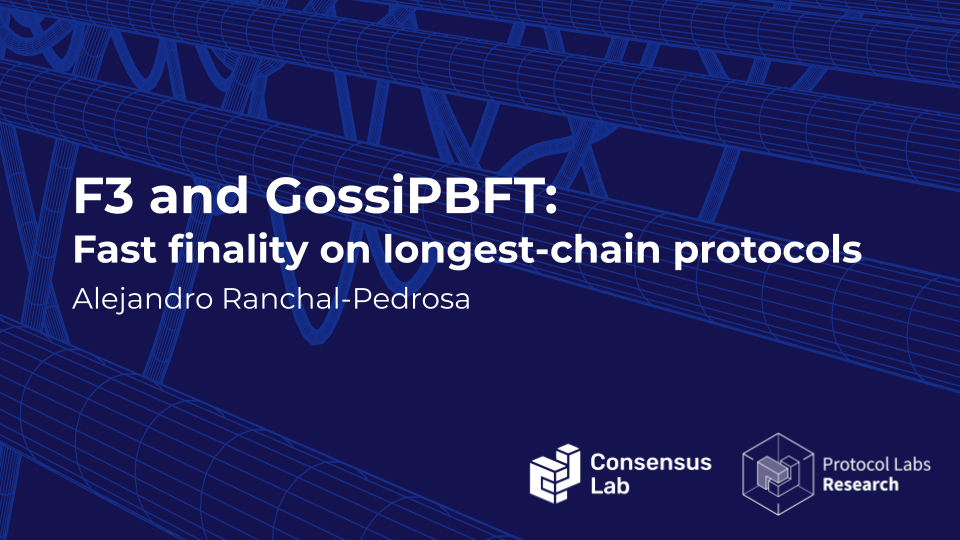 F3 and GossiPBFT:
Fast finality on longest-chain protocols
Alejandro Ranchal-Pedrosa
Consensus
Lab
Protocol Labs
Research